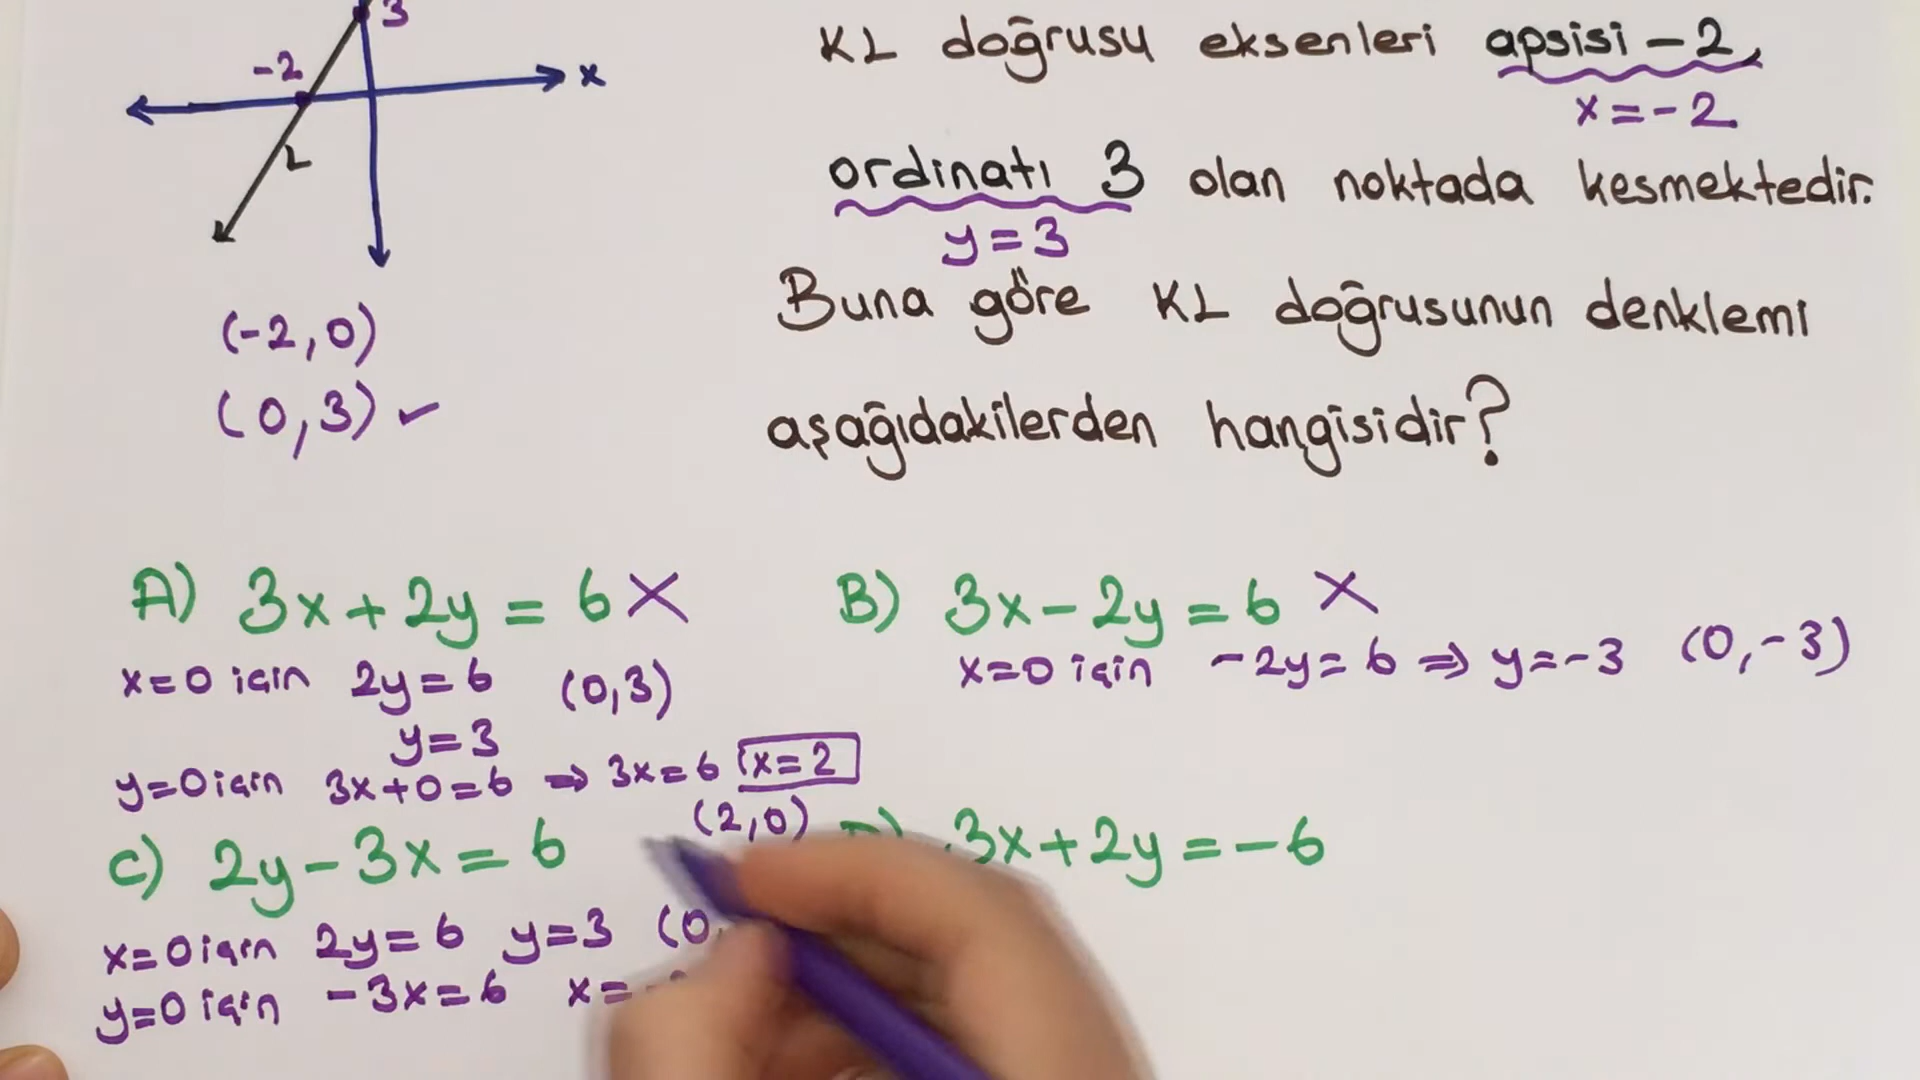 3
-2
x
L
(-2,0)
(0,3) ✓
KL doğrusu eksenleri apsisi -2,
x=-2
ordinatı 3 olan noktada kesmektedir.
y=3
Buna göre KL doğrusunun denklemi
aşağıdakilerden hangisidir?
A) 3x+2y=6 X
x=0 için 2y=6 (0,3)
y=3
y=0 için 3x+0=6 ⇒ 3x=6 x=2
(2,0)
B) 3x-2y=6 X
x=0 için -2y=6 ⇒ y=-3 (0,-3)
C) 2y-3x=6
x=0 için 2y=6 y=3 (0,
y=0 için -3x=6 x=-
3x+2y=-6